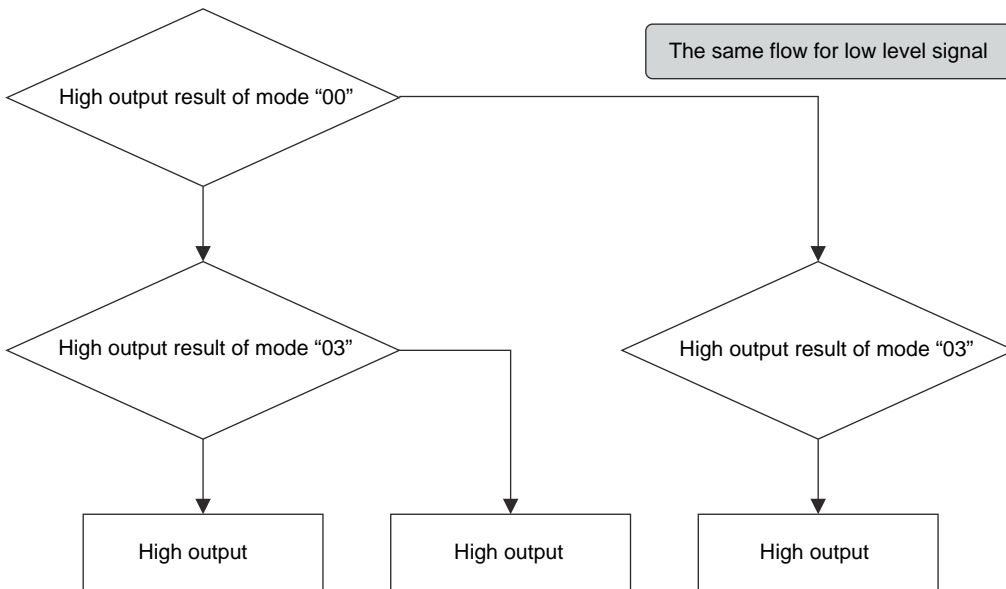 The same flow for low level signal
High output result of mode “00”
High output result of mode “03”
High output result of mode “03”
High output
High output
High output